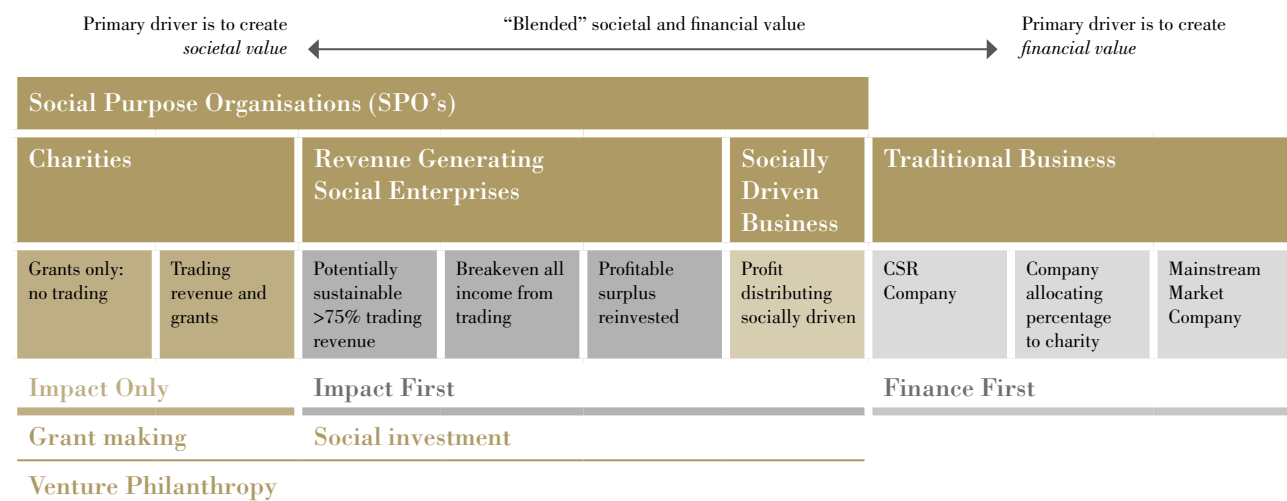 Primary driver is to create
societal value
“Blended” societal and financial value
Primary driver is to create
financial value
Social Purpose Organisations (SPO’s)
Charities
Revenue Generating
Social Enterprises
Socially
Driven
Business
Traditional Business
Grants only:
no trading
Trading
revenue and
grants
Potentially
sustainable
>75% trading
revenue
Breakeven all
income from
trading
Profitable
surplus
reinvested
Profit
distributing
socially driven
CSR
Company
Company
allocating
percentage
to charity
Mainstream
Market
Company
Impact Only
Impact First
Finance First
Grant making
Social investment
Venture Philanthropy